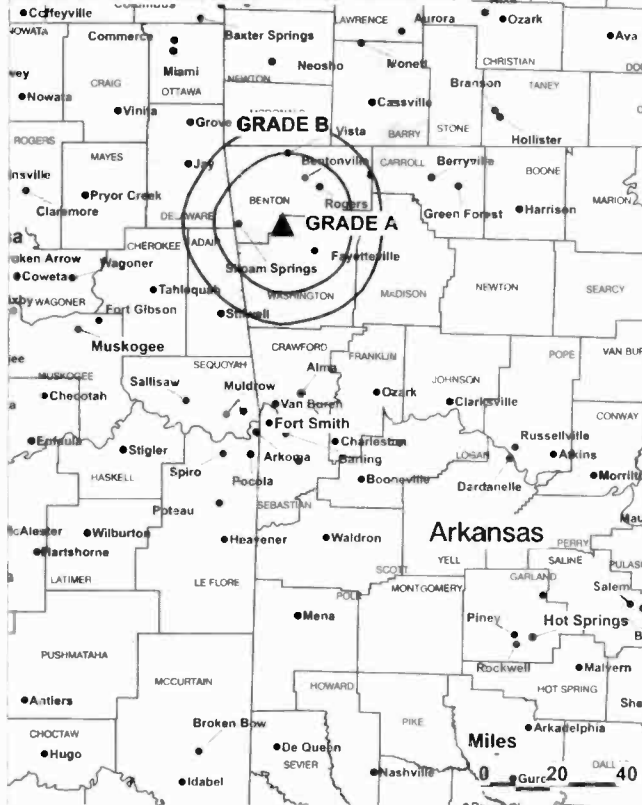 Coffeyville
LAWRENCE
Aurora
Ozark
NOWATA
Commerce
Baxter Springs
Ava
CHRISTIAN
Neosho
Monett
CRAIG
Miami
NEWTON
Branson
TANEY
OTTAWA
Nowata
Vinita
Cassville
Grove
GRADE B
Vista
BARRY
STONE
Hollister
ROGERS
MAYES
Jay
Bentonville
CARROLL
Berryville
BOONE
Pryor Creek
BENTON
Rogers
MARION
Claremore
Green Forest
Harrison
DELAWARE
GRADE A
CHEROKEE
ADAIR
Fayetteville
Wagoner
Coweta
Siloam Springs
NEWTON
Tahlequah
WASHINGTON
MADISON
SEARCY
WAGONER
Fort Gibson
Stilwell
Muskogee
CRAWFORD
FRANKLIN
POPE
VAN BUR
SEQUOYAH
Alma
MUSKOGEE
Sallisaw
Muldrow
JOHNSON
Checotah
Van Buren
Ozark
Clarksville
CONWAY
Fort Smith
Russellville
Eufaula
Stigler
Charleston
Atkins
Arkoma
Barling
LOGAN
Spiro
HASKELL
Pocola
Booneville
Dardanelle
Morrilt
Poteau
SEBASTIAN
Arkansas
Wilburton
Waldron
PERRY
Hartshorne
Heavener
YELL
SALINE
LATIMER
LE FLORE
SCOTT
GARLAND
POLK
MONTGOMERY
Salem
Mena
Piney
Hot Springs
PUSHMATAHA
Rockwell
Malvern
MCCURTAIN
HOWARD
HOT SPRING
Antlers
PIKE
Arkadelphia
CHOCTAW
Broken Bow
Miles
Hugo
De Queen
DALL
SEVIER
Idabel
Nashville
0 20 40